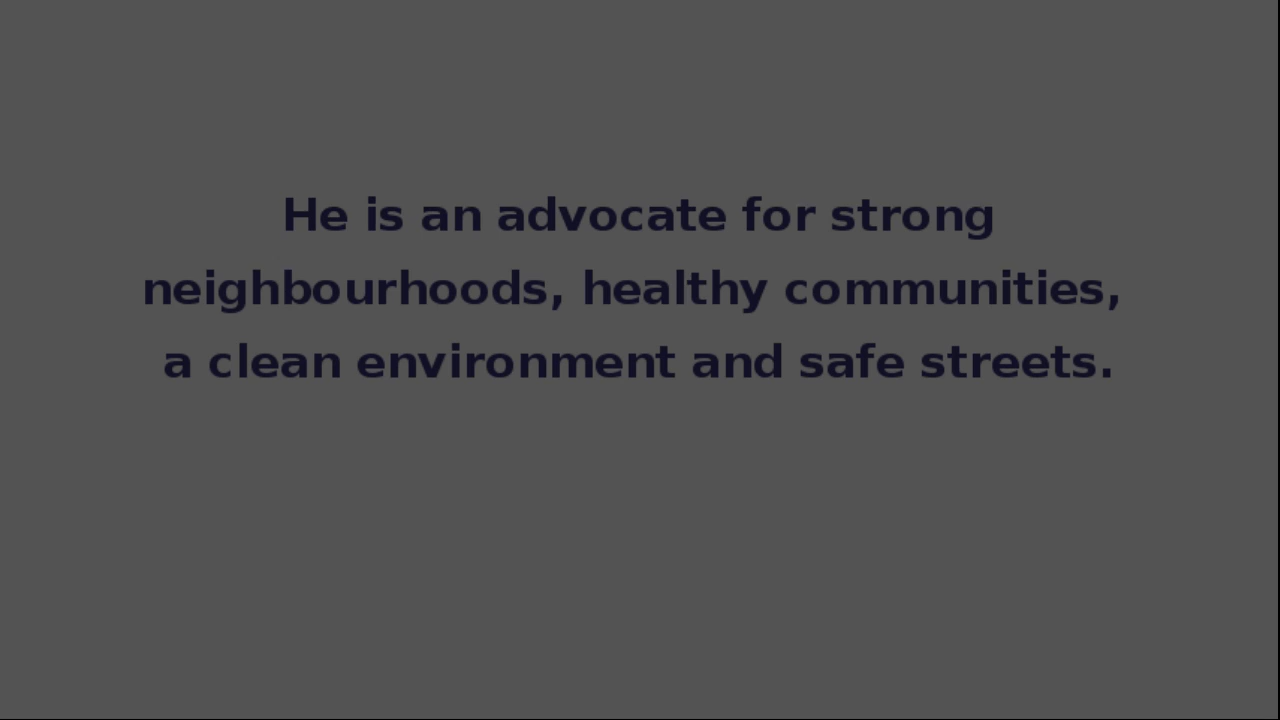 He is an advocate for strong
neighbourhoods, healthy communities,
a clean environment and safe streets.